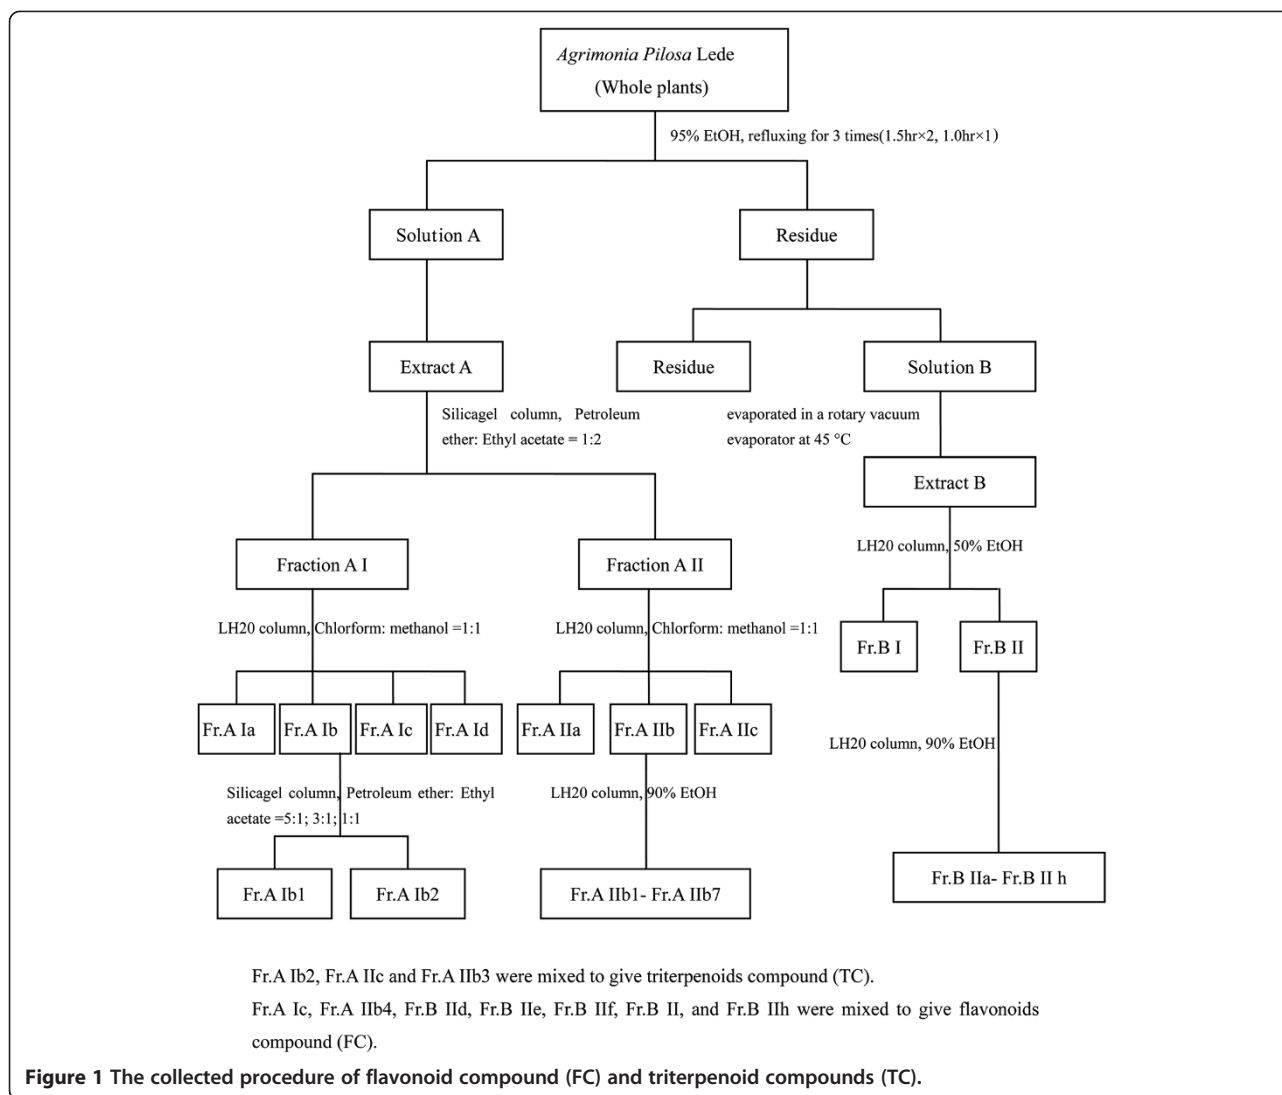 Agrimonia Pilosa Lede
(Whole plants)
95% EtOH, refluxing for 3 times(1.5hr×2, 1.0hr×1)
Solution A
Residue
Extract A
Residue
Solution B
Silicagel column, Petroleum
ether: Ethyl acetate = 1:2
evaporated in a rotary vacuum
evaporator at 45 °C
Extract B
LH20 column, 50% EtOH
Fraction A I
Fraction A II
LH20 column, Chlorform: methanol =1:1
LH20 column, Chlorform: methanol =1:1
Fr.B I
Fr.B II
Fr.A Ia
Fr.A Ib
Fr.A Ic
Fr.A Id
Fr.A IIa
Fr.A IIb
Fr.A IIc
LH20 column, 90% EtOH
Silicagel column, Petroleum ether: Ethyl
acetate =5:1; 3:1; 1:1
LH20 column, 90% EtOH
Fr.A Ib1
Fr.A Ib2
Fr.A IIb1- Fr.A IIb7
Fr.B IIa- Fr.B II h
Fr.A Ib2, Fr.A IIc and Fr.A IIb3 were mixed to give triterpenoids compound (TC).
Fr.A Ic, Fr.A IIb4, Fr.B IId, Fr.B IIe, Fr.B IIf, Fr.B II, and Fr.B IIh were mixed to give flavonoids
compound (FC).
Figure 1 The collected procedure of flavonoid compound (FC) and triterpenoid compounds (TC).